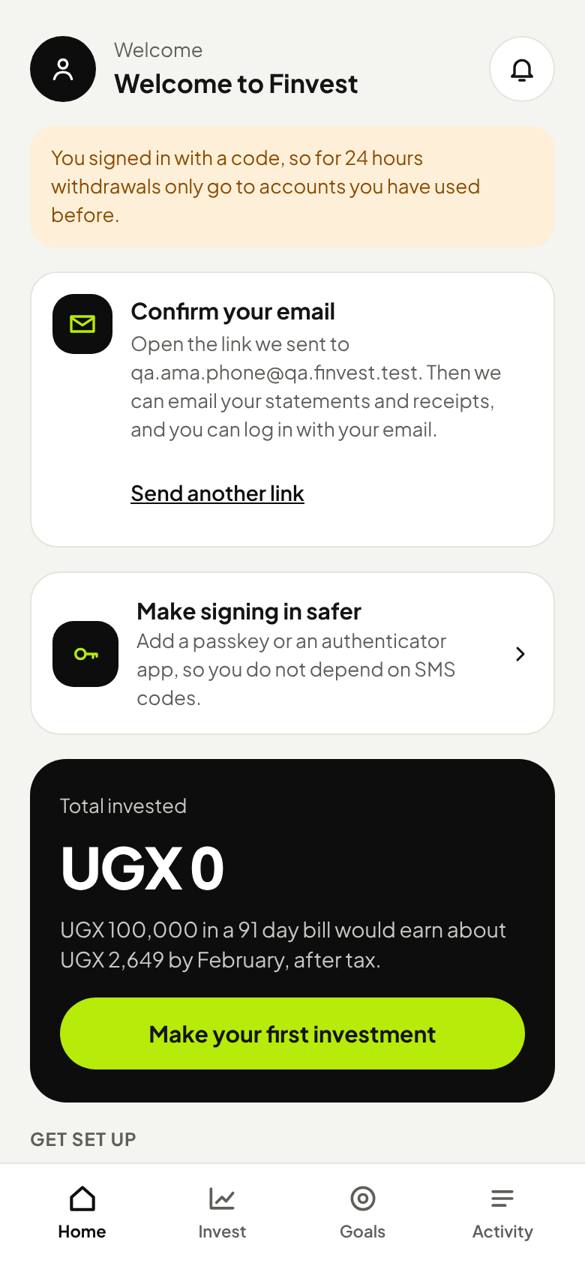 Welcome
Welcome to Finvest
You signed in with a code, so for 24 hours
withdrawals only go to accounts you have used
before.
Confirm your email
Open the link we sent to
qa.ama.phone@qa.finvest.test. Then we
can email your statements and receipts,
and you can log in with your email.
Send another link
Make signing in safer
Add a passkey or an authenticator
app, so you do not depend on SMS
codes.
Total invested
UGX 0
UGX 100,000 in a 91 day bill would earn about
UGX 2,649 by February, after tax.
Make your first investment
GET SET UP
Home
Invest
Goals
Activity